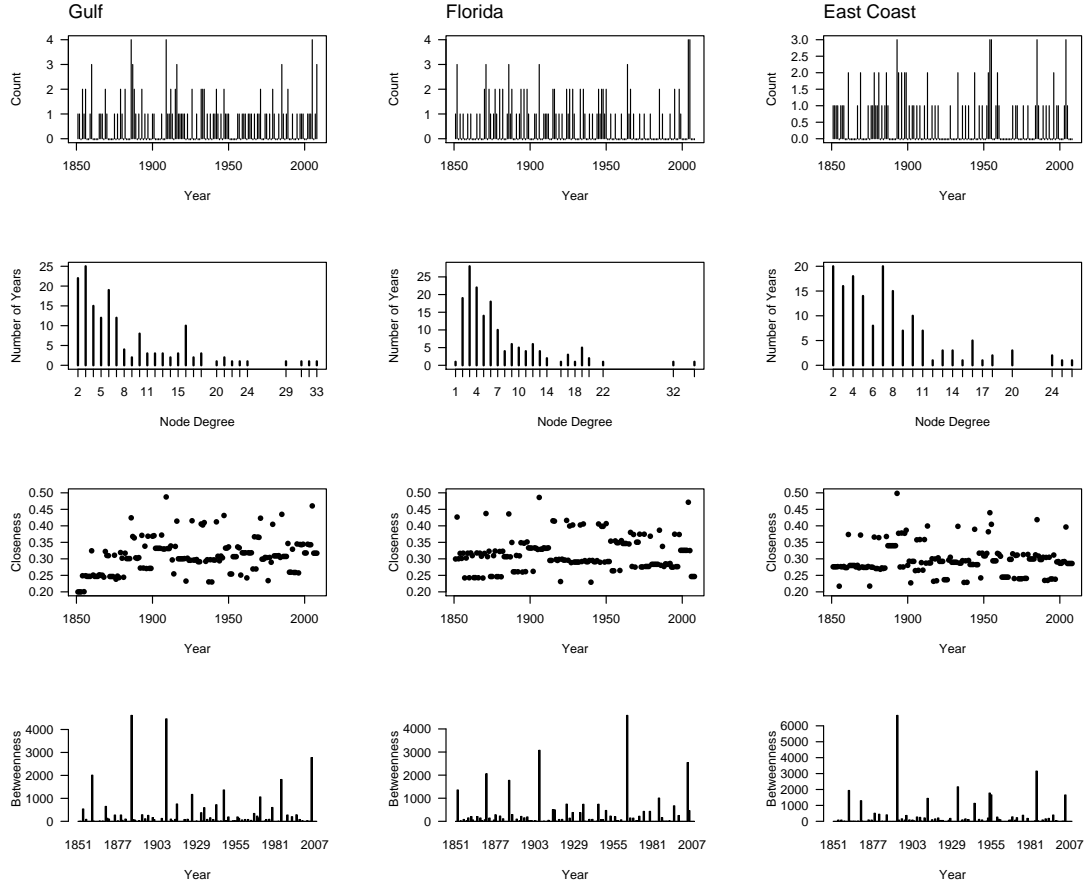 Gulf
Florida
East Coast
4
3
2
1
0
Count
1850 1900 1950 2000
Year
4
3
2
1
0
Count
1850 1900 1950 2000
Year
3.0
2.5
2.0
1.5
1.0
0.5
0.0
Count
1850 1900 1950 2000
Year
25
20
15
10
5
0
Number of Years
2 5 8 11 15 20 24 29 33
Node Degree
25
20
15
10
5
0
Number of Years
1 4 7 10 14 18 22 32
Node Degree
20
15
10
5
0
Number of Years
2 4 6 8 11 14 17 20 24
Node Degree
0.50
0.45
0.40
0.35
0.30
0.25
0.20
Closeness
1850 1900 1950 2000
Year
0.50
0.45
0.40
0.35
0.30
0.25
0.20
Closeness
1850 1900 1950 2000
Year
0.50
0.45
0.40
0.35
0.30
0.25
0.20
Closeness
1850 1900 1950 2000
Year
4000
3000
2000
1000
0
Betweenness
1851 1877 1903 1929 1955 1981 2007
Year
4000
3000
2000
1000
0
Betweenness
1851 1877 1903 1929 1955 1981 2007
Year
6000
5000
4000
3000
2000
1000
0
Betweenness
1851 1877 1903 1929 1955 1981 2007
Year